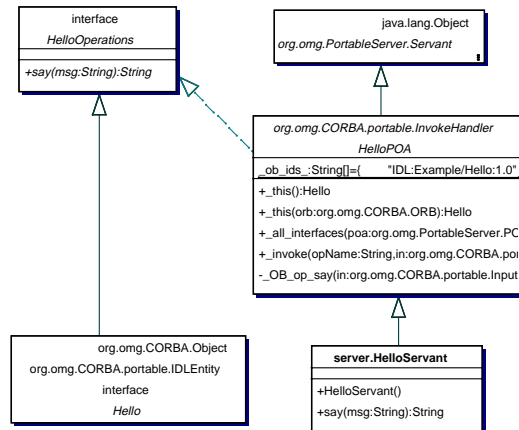 interface
HelloOperations
+say(msg:String):String
java.lang.Object
org.omg.PortableServer.Servant
org.omg.CORBA.portable.InvokeHandler
HelloPOA
_ob_ids_:String[]={ "IDL:Example/Hello:1.0"
+_this():Hello
+_this(orb:org.omg.CORBA.ORB):Hello
+_all_interfaces(poa:org.omg.PortableServer.PO
+_invoke(opName:String,in:org.omg.CORBA.por
-_OB_op_say(in:org.omg.CORBA.portable.Input
org.omg.CORBA.Object
org.omg.CORBA.portable.IDLEntity
interface
Hello
server.HelloServant
+HelloServant()
+say(msg:String):String